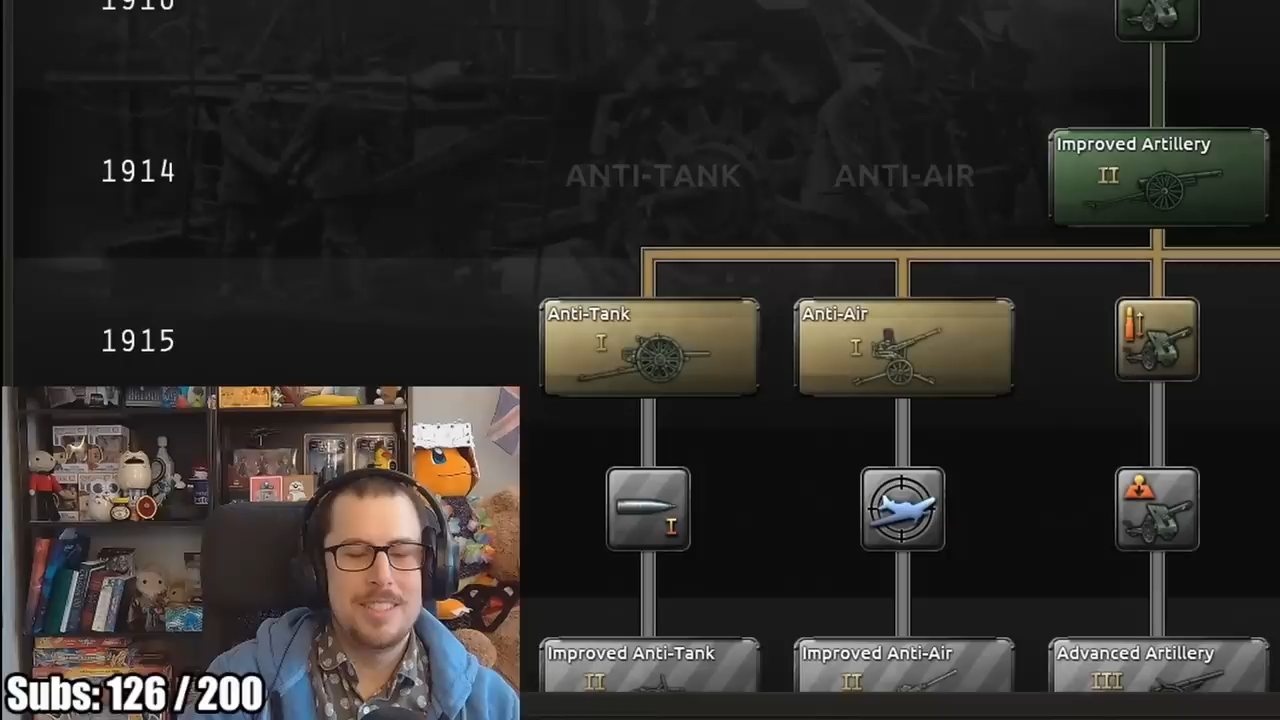 1916
1914
ANTI-TANK
ANTI-AIR
Improved Artillery
II
1915
Anti-Tank
I
Anti-Air
I
I
Improved Anti-Tank
II
Improved Anti-Air
II
Advanced Artillery
III
Subs: 126 / 200